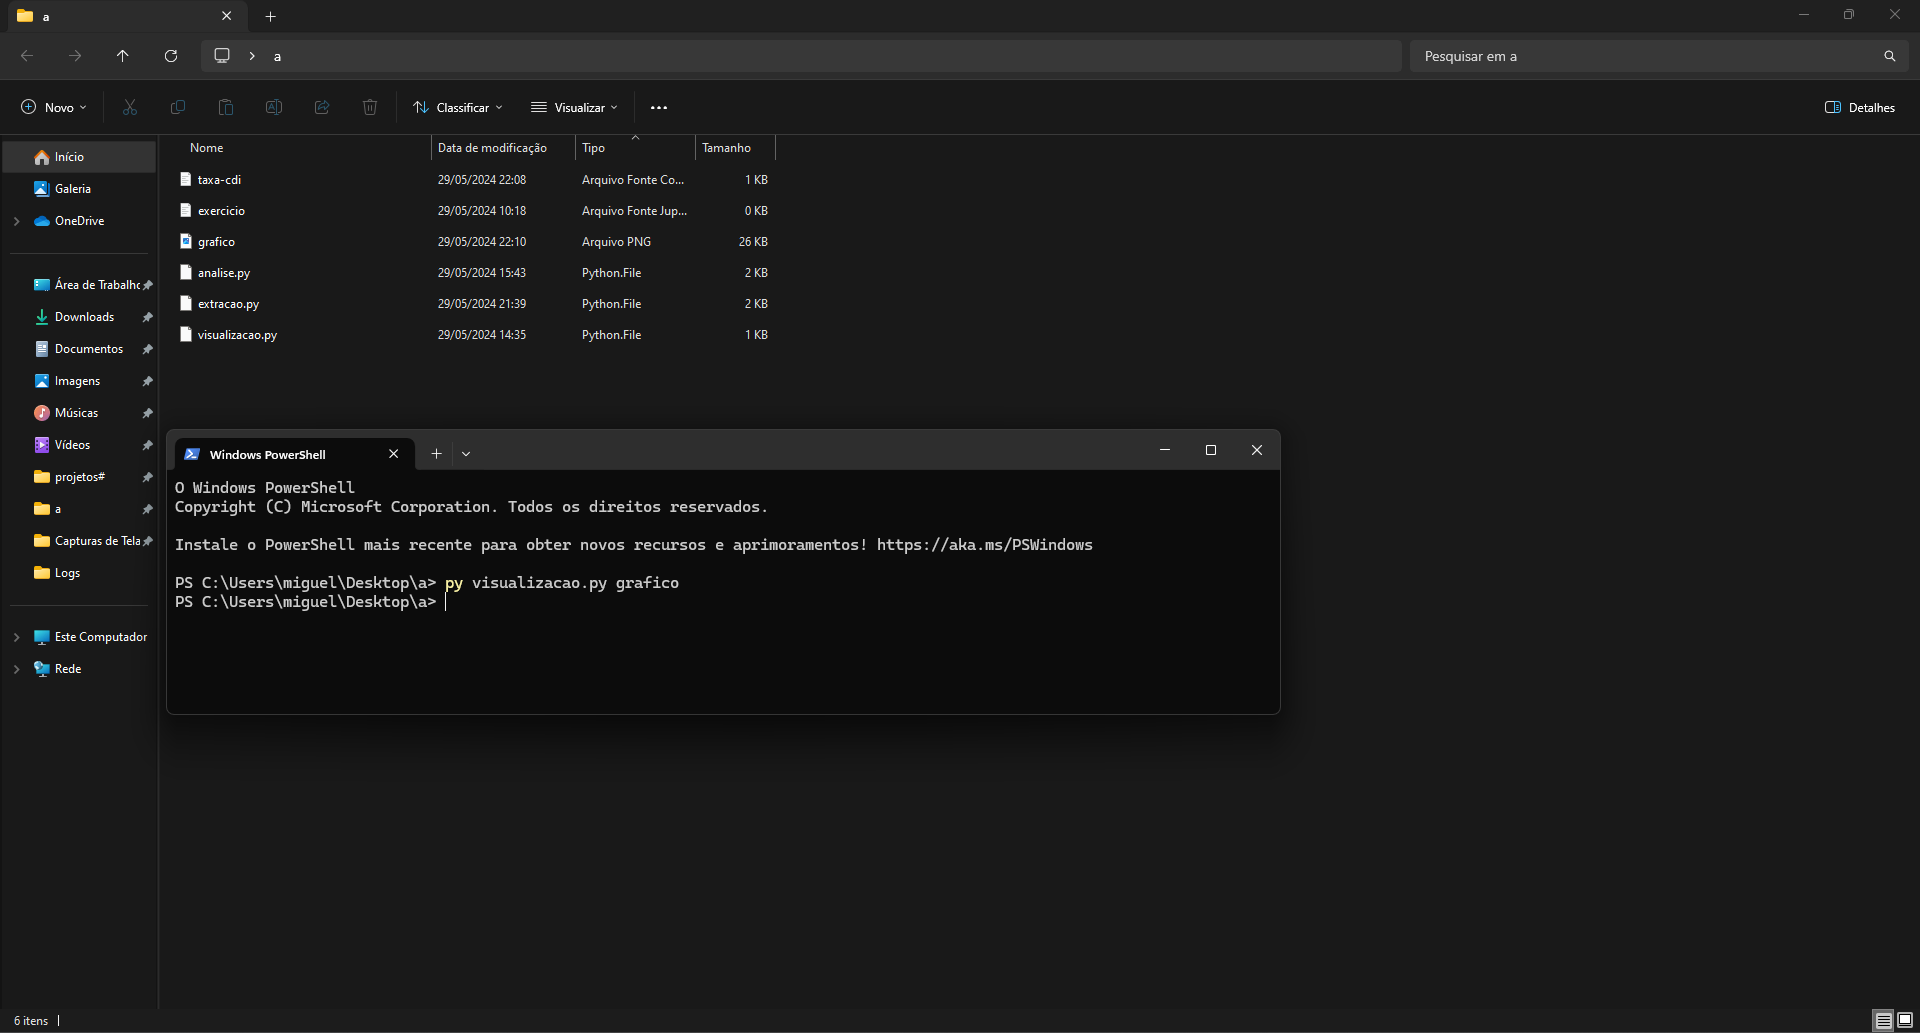 a
a
Pesquisar em a
Novo
Classificar
Visualizar
Detalhes
Início
Galeria
OneDrive
Área de Trabalho
Downloads
Documentos
Imagens
Músicas
Vídeos
projetos#
a
Capturas de Tela
Logs
Este Computador
Rede
Nome Data de modificação Tipo Tamanho
taxa-cdi 29/05/2024 22:08 Arquivo Fonte Co... 1 KB
exercicio 29/05/2024 10:18 Arquivo Fonte Jup... 0 KB
grafico 29/05/2024 22:10 Arquivo PNG 26 KB
analise.py 29/05/2024 15:43 Python.File 2 KB
extracao.py 29/05/2024 21:39 Python.File 2 KB
visualizacao.py 29/05/2024 14:35 Python.File 1 KB
Windows PowerShell
O Windows PowerShell
Copyright (C) Microsoft Corporation. Todos os direitos reservados.
Instale o PowerShell mais recente para obter novos recursos e aprimoramentos! https://aka.ms/PSWindows
PS C:\Users\miguel\Desktop\a> py visualizacao.py grafico
PS C:\Users\miguel\Desktop\a>
6 itens